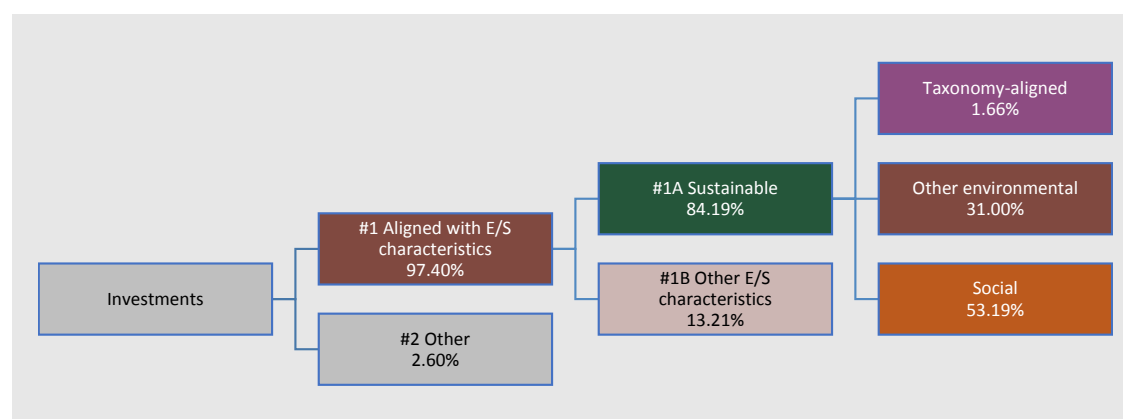 Investments
#1 Aligned with E/S
characteristics
97.40%
#2 Other
2.60%
#1A Sustainable
84.19%
#1B Other E/S
characteristics
13.21%
Taxonomy-aligned
1.66%
Other environmental
31.00%
Social
53.19%